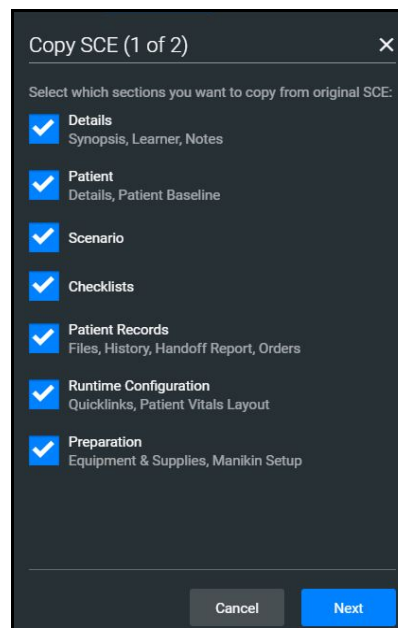 Copy SCE (1 of 2)
Select which sections you want to copy from original SCE:
Details
Synopsis, Learner, Notes
Patient
Details, Patient Baseline
Scenario
Checklists
Patient Records
Files, History, Handoff Report, Orders
Runtime Configuration
Quicklinks, Patient Vitals Layout
Preparation
Equipment & Supplies, Manikin Setup
Cancel Next